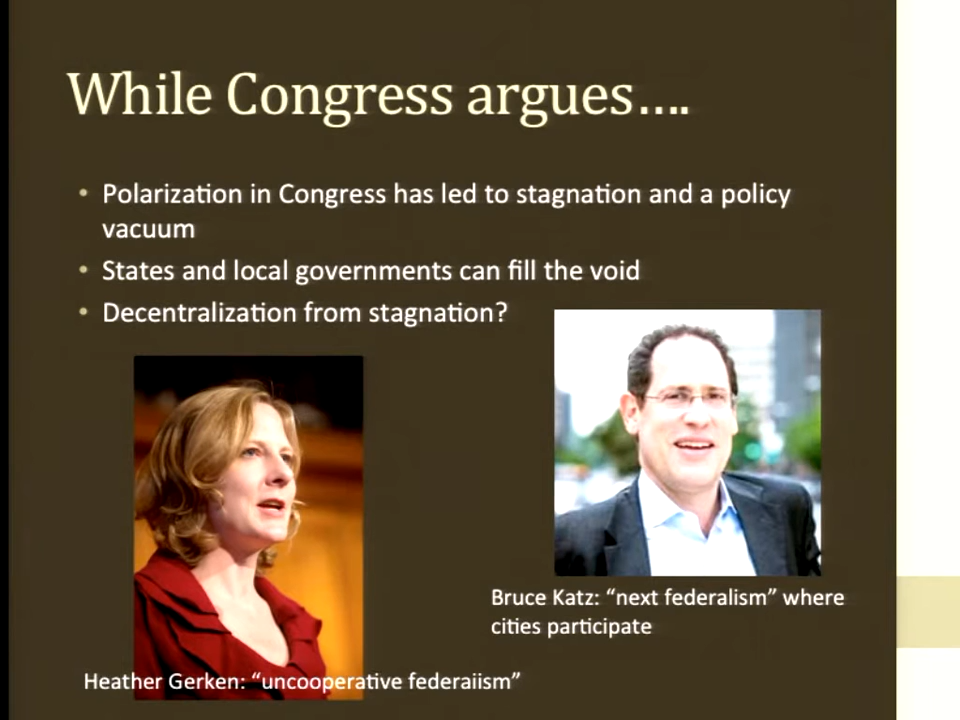 While Congress argues….
• Polarization in Congress has led to stagnation and a policy
vacuum
• States and local governments can fill the void
• Decentralization from stagnation?
Bruce Katz: “next federalism” where
cities participate
Heather Gerken: “uncooperative federaiism”